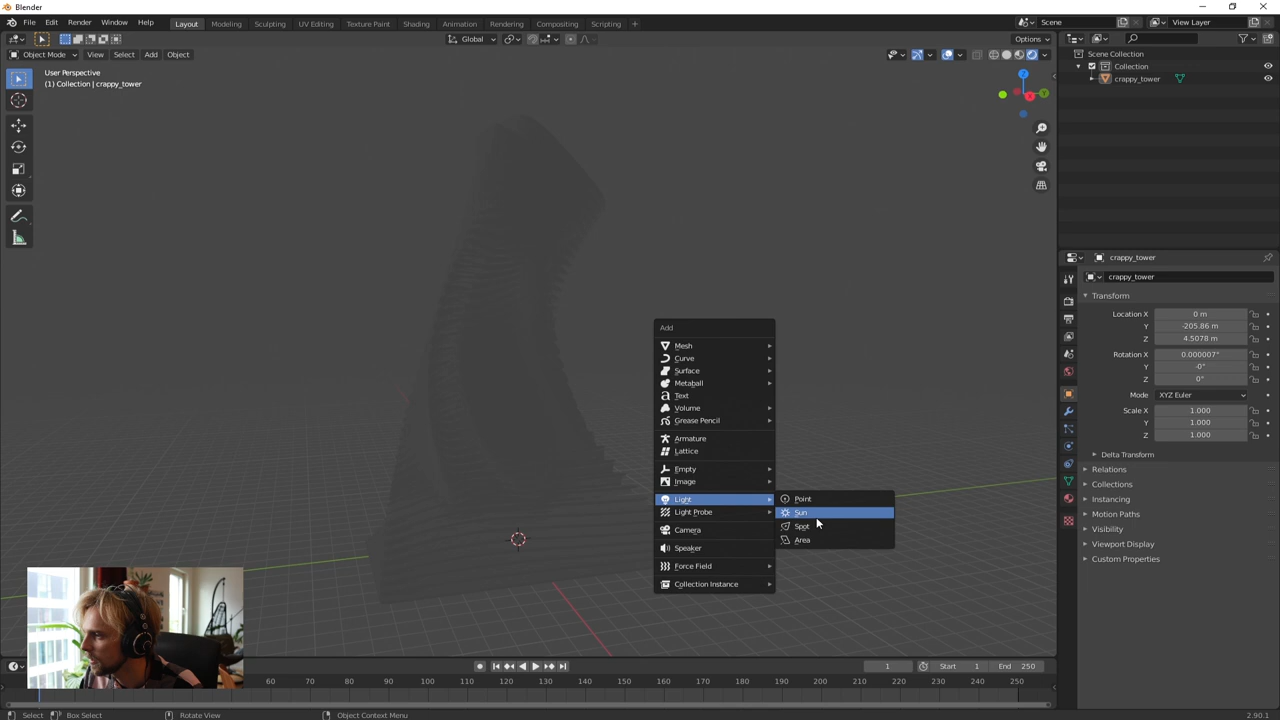 Blender
File Edit Render Window Help Layout Modeling Sculpting UV Editing Texture Paint Shading Animation Rendering Compositing Scripting + Scene View Layer
Global Options
Object Mode View Select Add Object
User Perspective
(1) Collection | crappy_tower
Z
Y
X
Scene Collection
Collection
crappy_tower
crappy_tower
crappy_tower
Transform
Location X 0 m
Y -205.86 m
Z 4.5078 m
Rotation X 0.000007°
Y -0°
Z 0°
Mode XYZ Euler
Scale X 1.000
Y 1.000
Z 1.000
Delta Transform
Relations
Collections
Instancing
Motion Paths
Visibility
Viewport Display
Custom Properties
Add
Mesh
Curve
Surface
Metaball
Text
Volume
Grease Pencil
Armature
Lattice
Empty
Image
Light
Light Probe
Camera
Speaker
Force Field
Collection Instance
Point
Sun
Spot
Area
1 Start 1 End 250
60 70 80 90 100 110 120 130 140 150 160 170 180 190 200 210 220 230 240 250
Select Box Select Rotate View Object Context Menu 2.90.1